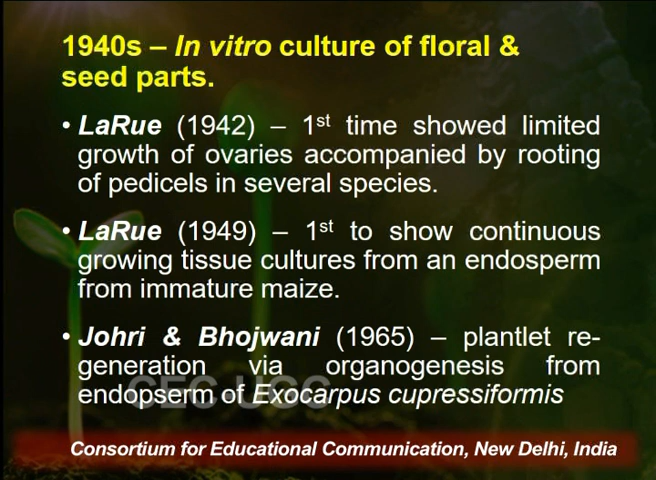 1940s – In vitro culture of floral &
seed parts.
• LaRue (1942) – 1st time showed limited
growth of ovaries accompanied by rooting
of pedicels in several species.
• LaRue (1949) – 1st to show continuous
growing tissue cultures from an endosperm
from immature maize.
• Johri & Bhojwani (1965) – plantlet re-
generation via organogenesis from
endopserm of Exocarpus cupressiformis
CEC UGC
Consortium for Educational Communication, New Delhi, India